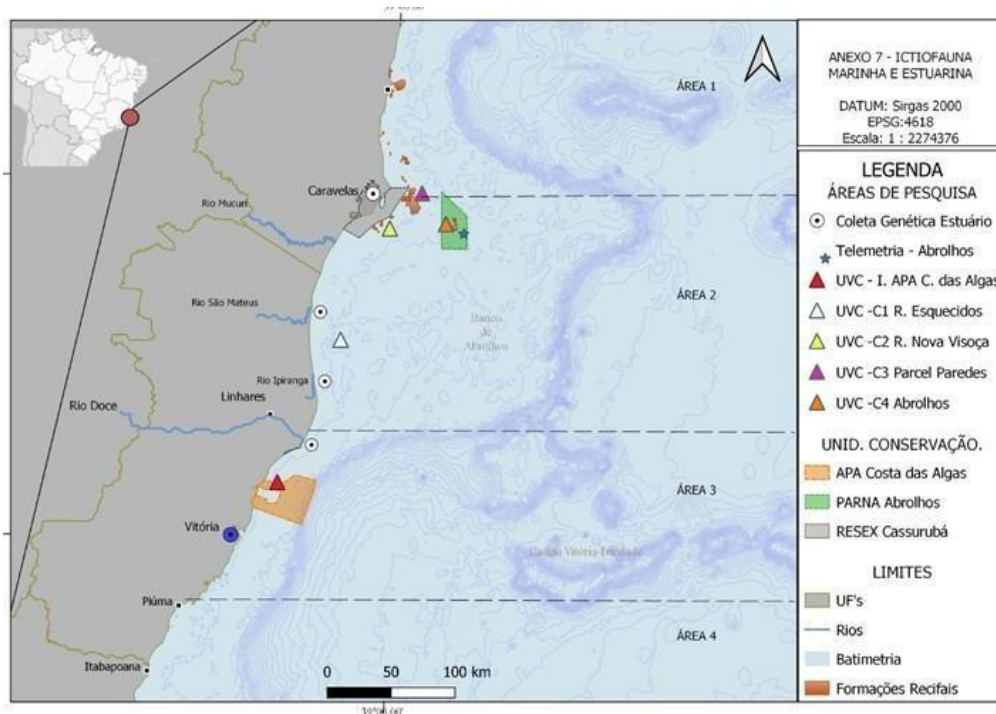 ANEXO 7 - ICTIOFAUNA
MARINHA E ESTUARINA
DATUM: Sirgas 2000
EPSG:4618
Escala: 1 : 2274376
ÁREA 1
Caravelas
Rio Mucuri
Rio São Mateus
ÁREA 2
Banco
de
Abrolhos
Rio Ipiranga
Linhares
Rio Doce
ÁREA 3
Vitória
Cadeia Vitória-Trindade
Piúma
ÁREA 4
Itabapoana
0 50 100 km
LEGENDA
ÁREAS DE PESQUISA
Coleta Genética Estuário
Telemetria - Abrolhos
UVC - I. APA C. das Algas
UVC -C1 R. Esquecidos
UVC -C2 R. Nova Visoça
UVC -C3 Parcel Paredes
UVC -C4 Abrolhos
UNID. CONSERVAÇÃO.
APA Costa das Algas
PARNA Abrolhos
RESEX Cassurubá
LIMITES
UF's
Rios
Batimetria
Formações Recifais